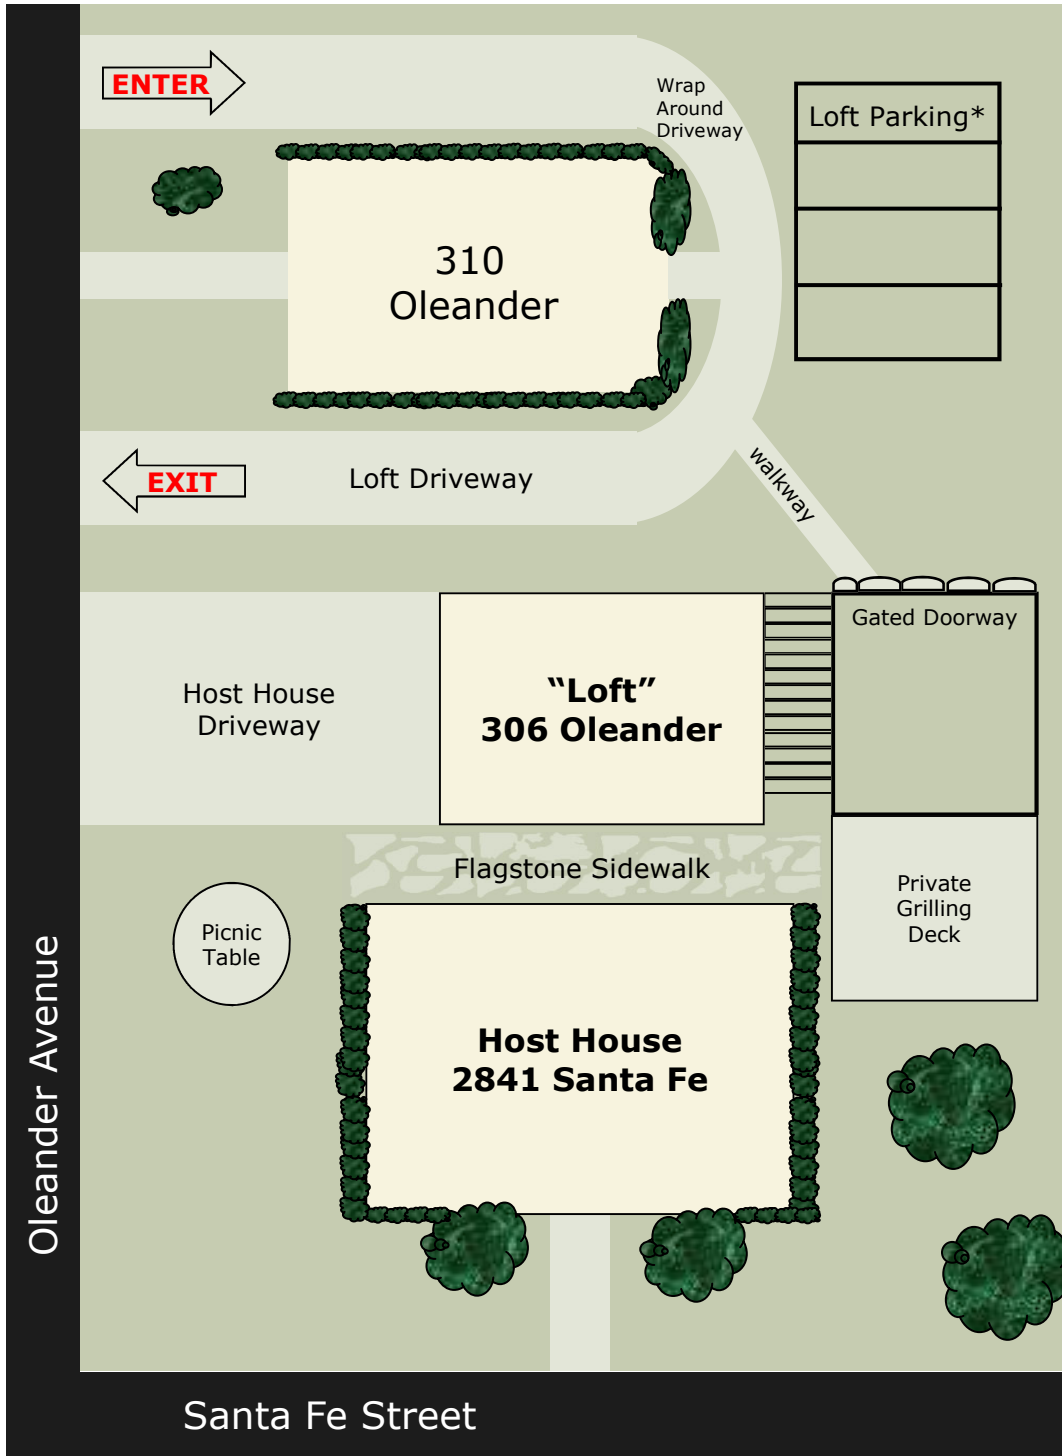 ENTER
Wrap
Around
Driveway
Loft Parking*
310
Oleander
EXIT
Loft Driveway
walkway
Gated Doorway
Host House
Driveway
“Loft”
306 Oleander
Flagstone Sidewalk
Picnic
Table
Private
Grilling
Deck
Host House
2841 Santa Fe
Oleander Avenue
Santa Fe Street